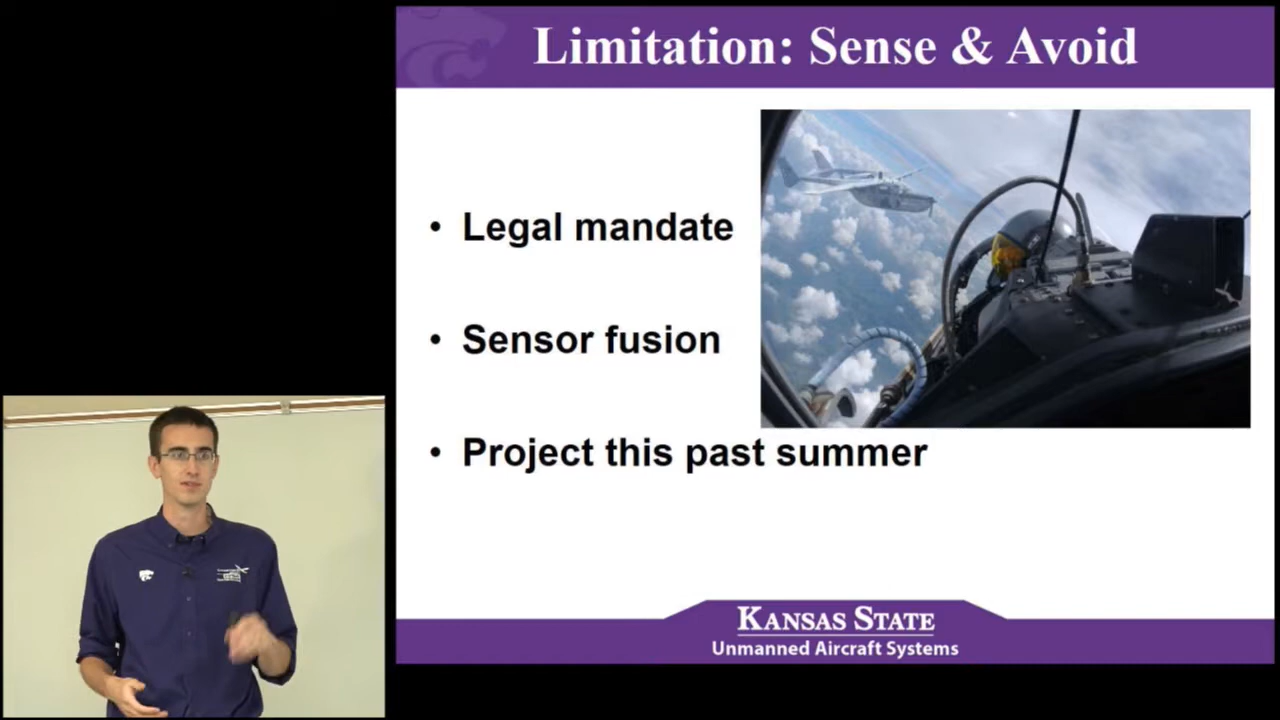 Limitation: Sense & Avoid
• Legal mandate
• Sensor fusion
• Project this past summer
KANSAS STATE
Unmanned Aircraft Systems